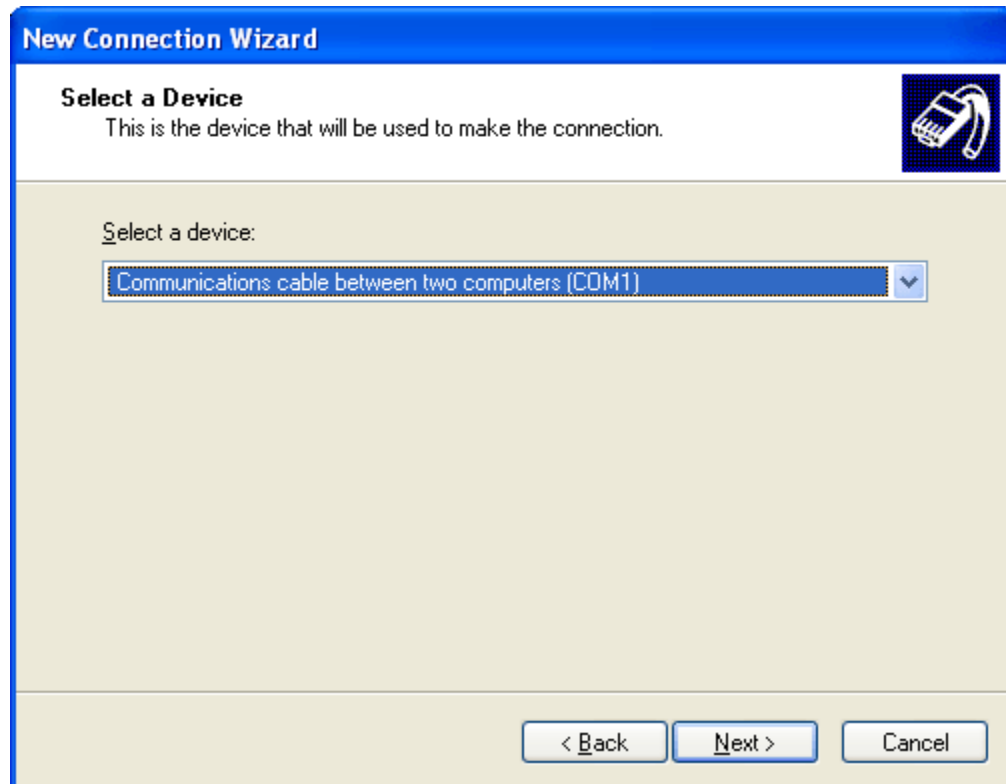 New Connection Wizard
Select a Device
This is the device that will be used to make the connection.
Select a device:
Communications cable between two computers (COM1)
< Back
Next >
Cancel